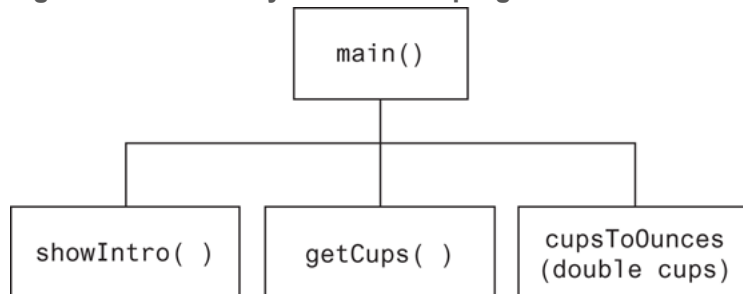 main()
showIntro( )
getCups( )
cupsToOunces
(double cups)